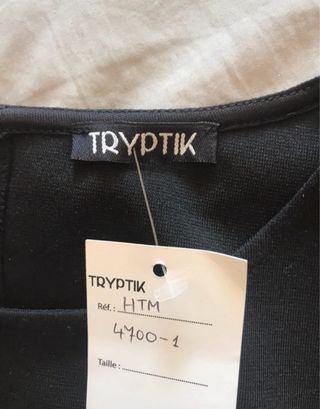 TRYPTIK
TRYPTIK
Réf. : HTM
4700-1
Taille :